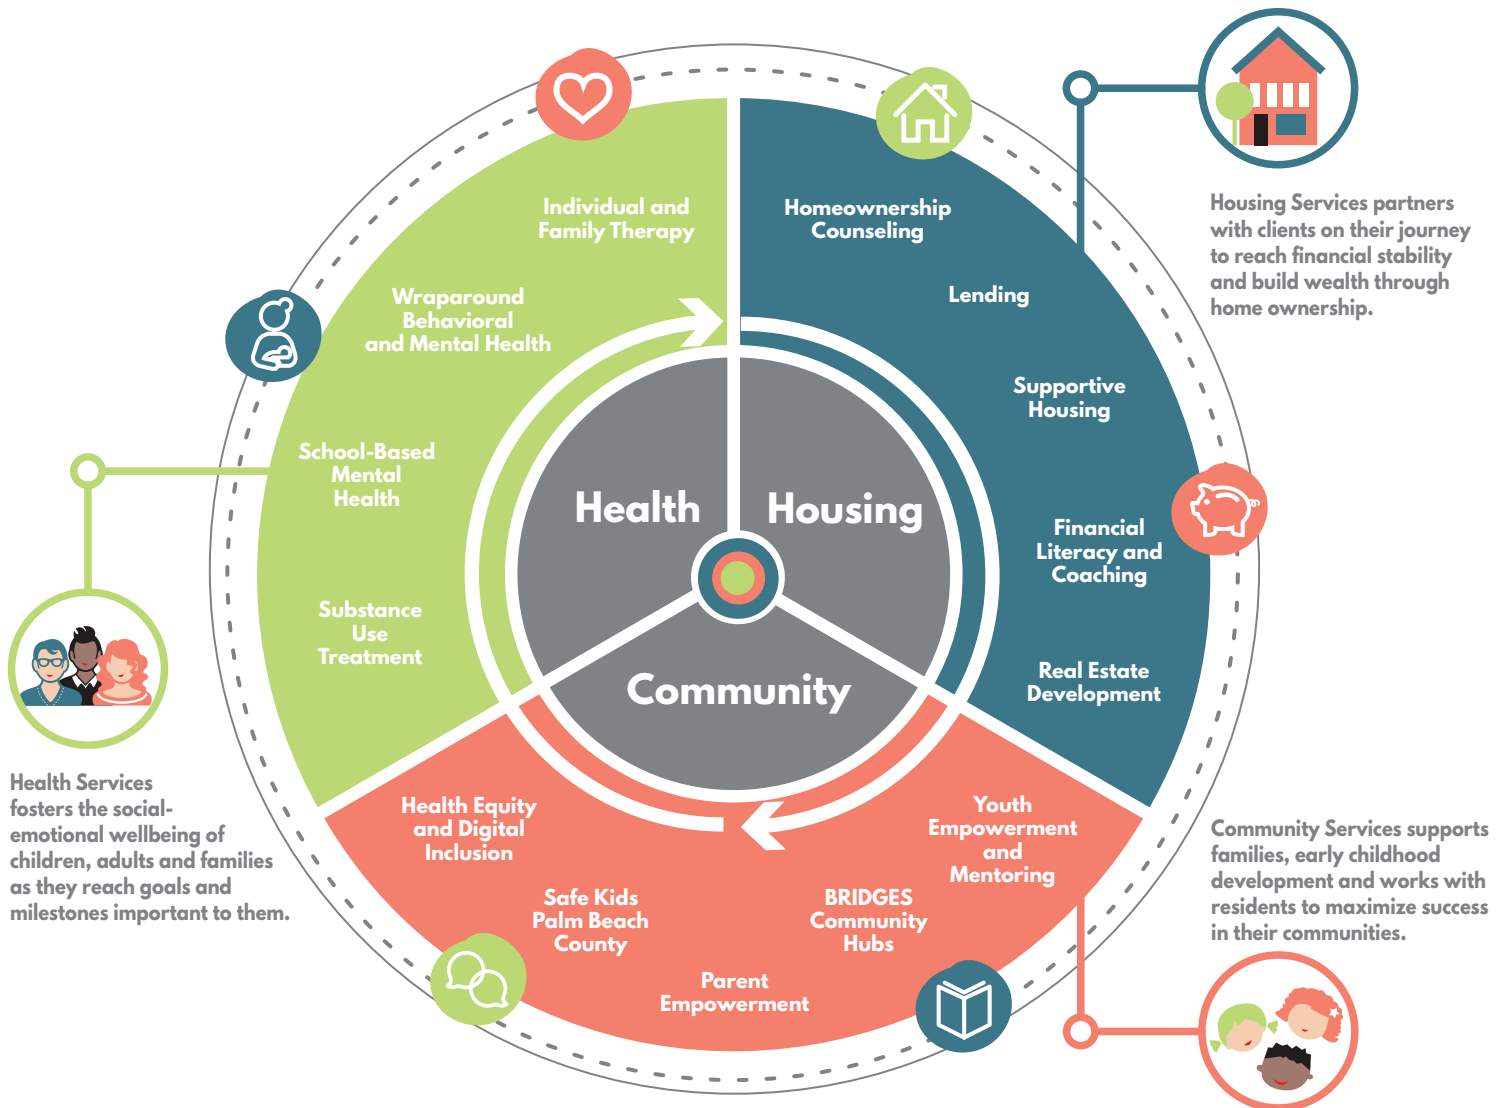 Individual and
Family Therapy
Wraparound
Behavioral
and Mental Health
School-Based
Mental
Health
Substance
Use
Treatment
Homeownership
Counseling
Lending
Supportive
Housing
Financial
Literacy and
Coaching
Real Estate
Development
Health
Housing
Community
Health Equity
and Digital
Inclusion
Safe Kids
Palm Beach
County
Parent
Empowerment
BRIDGES
Community
Hubs
Youth
Empowerment
and
Mentoring
Housing Services partners
with clients on their journey
to reach financial stability
and build wealth through
home ownership.
Health Services
fosters the social-
emotional wellbeing of
children, adults and families
as they reach goals and
milestones important to them.
Community Services supports
families, early childhood
development and works with
residents to maximize success
in their communities.